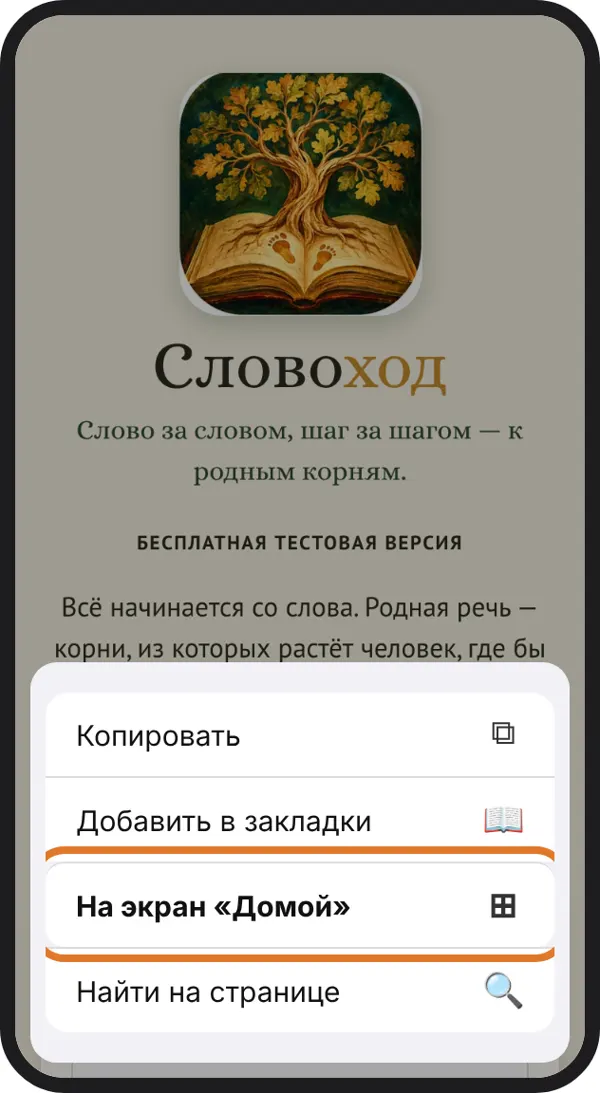 Словоход
Слово за словом, шаг за шагом — к
родным корням.
БЕСПЛАТНАЯ ТЕСТОВАЯ ВЕРСИЯ
Всё начинается со слова. Родная речь —
корни, из которых растёт человек, где бы
Копировать
Добавить в закладки
На экран «Домой»
Найти на странице